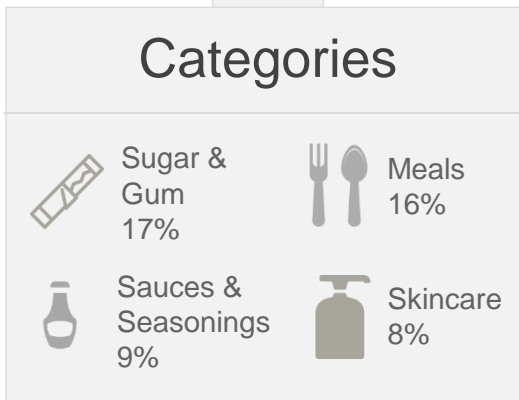 Categories
Sugar &
Gum
17%
Meals
16%
Sauces &
Seasonings
9%
Skincare
8%